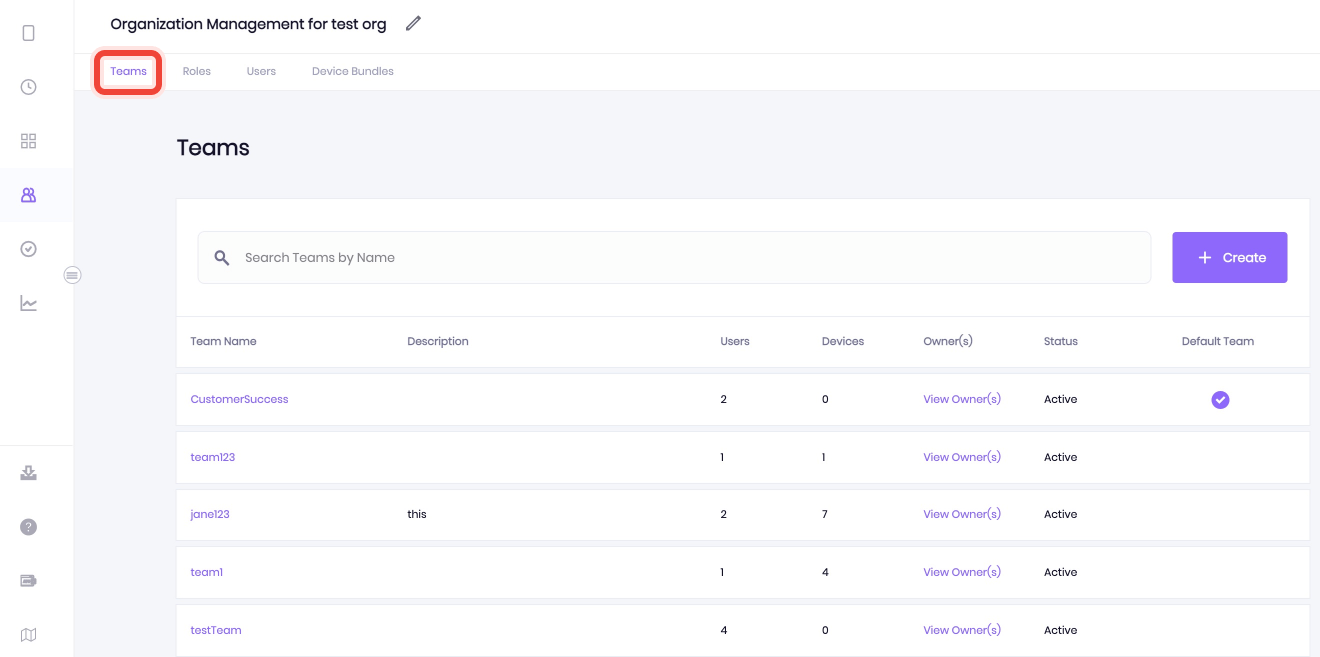 Organization Management for test org
Teams Roles Users Device Bundles
Teams
Search Teams by Name
+ Create
Team Name Description Users Devices Owner(s) Status Default Team
CustomerSuccess 2 0 View Owner(s) Active
team123 1 1 View Owner(s) Active
jane123 this 2 7 View Owner(s) Active
team1 1 4 View Owner(s) Active
testTeam 4 0 View Owner(s) Active